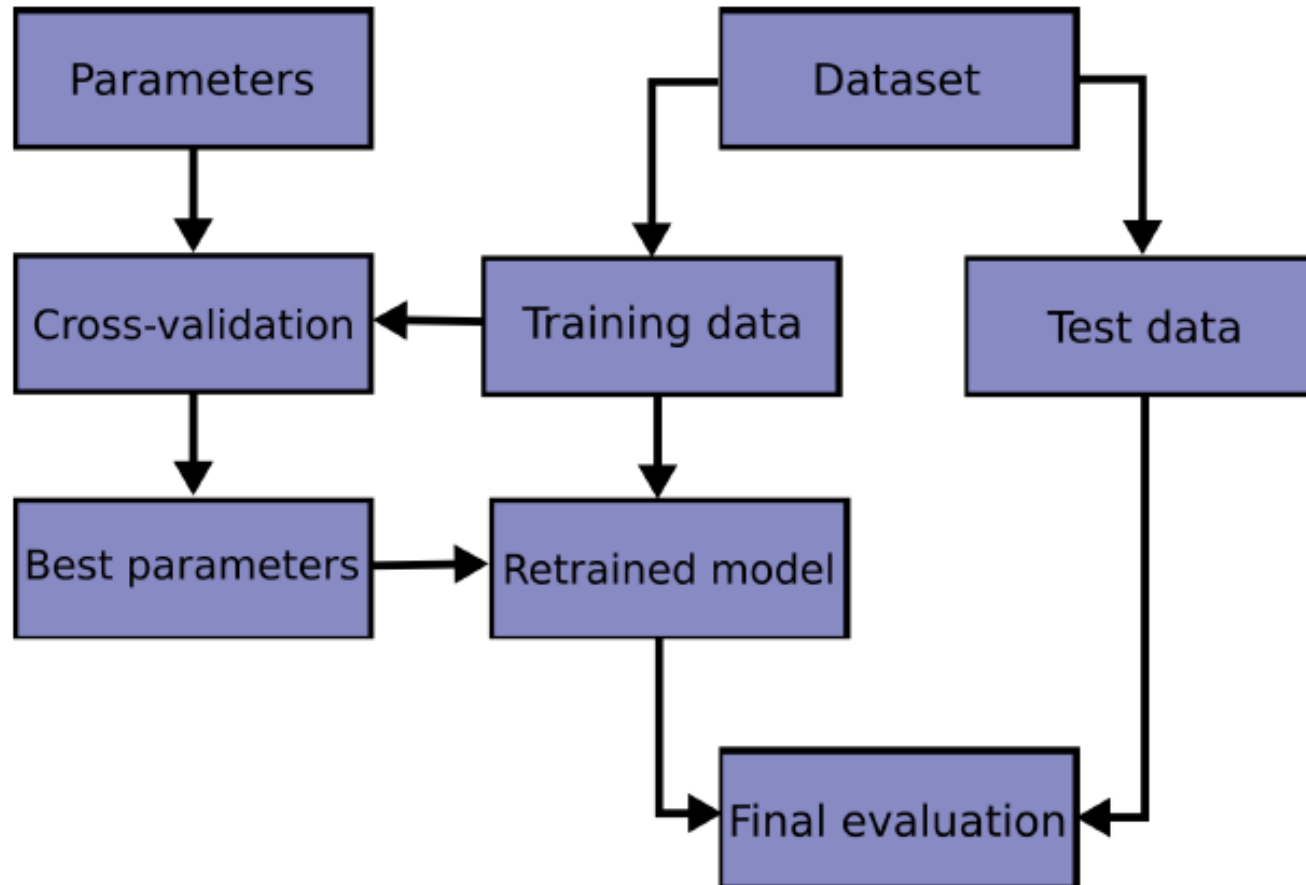 Parameters
Dataset
Cross-validation
Training data
Test data
Best parameters
Retrained model
Final evaluation